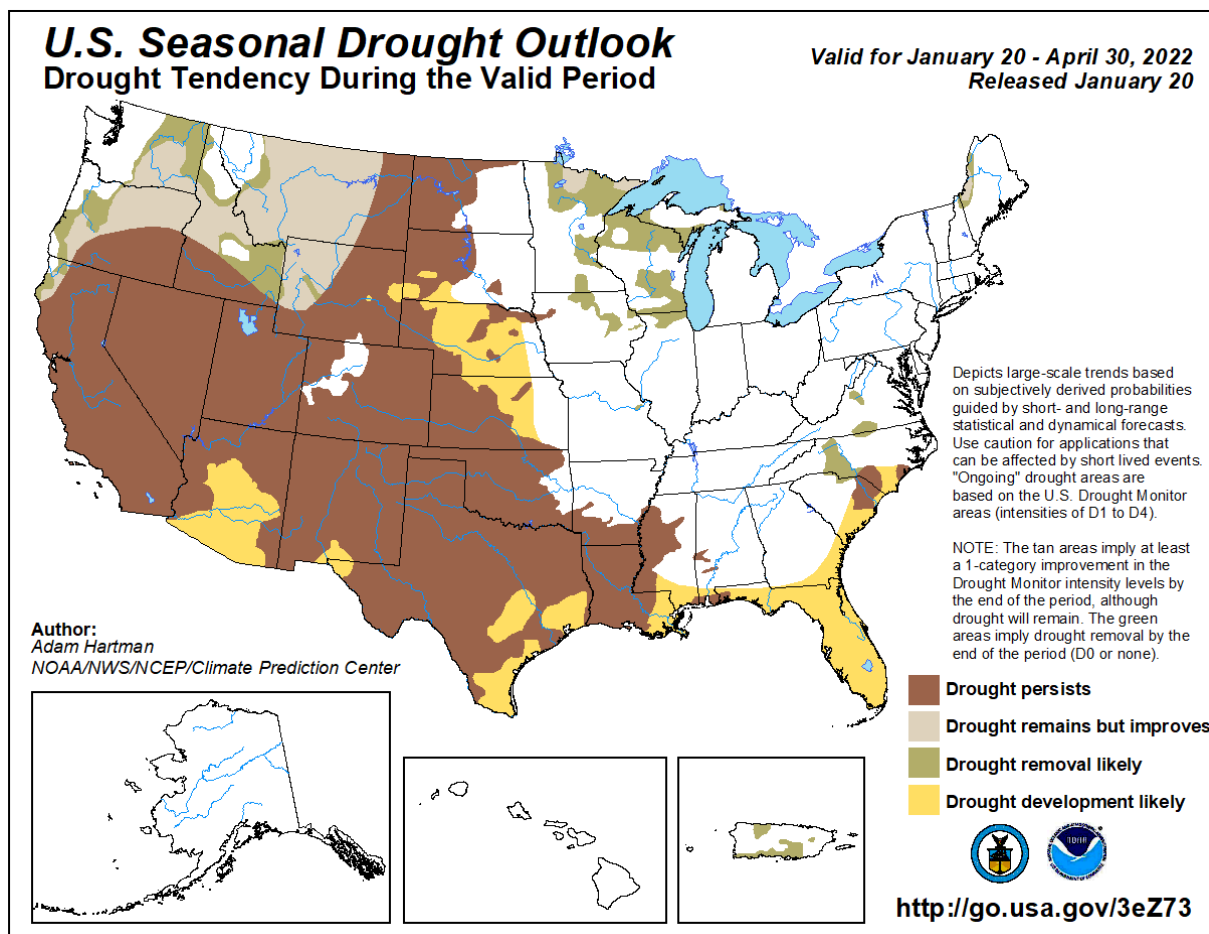 U.S. Seasonal Drought Outlook
Drought Tendency During the Valid Period
Valid for January 20 - April 30, 2022
Released January 20
Depicts large-scale trends based
on subjectively derived probabilities
guided by short- and long-range
statistical and dynamical forecasts.
Use caution for applications that
can be affected by short lived events.
"Ongoing" drought areas are
based on the U.S. Drought Monitor
areas (intensities of D1 to D4).
NOTE: The tan areas imply at least
a 1-category improvement in the
Drought Monitor intensity levels by
the end of the period, although
drought will remain. The green
areas imply drought removal by the
end of the period (D0 or none).
Author:
Adam Hartman
NOAA/NWS/NCEP/Climate Prediction Center
Drought persists
Drought remains but improves
Drought removal likely
Drought development likely
http://go.usa.gov/3eZ73